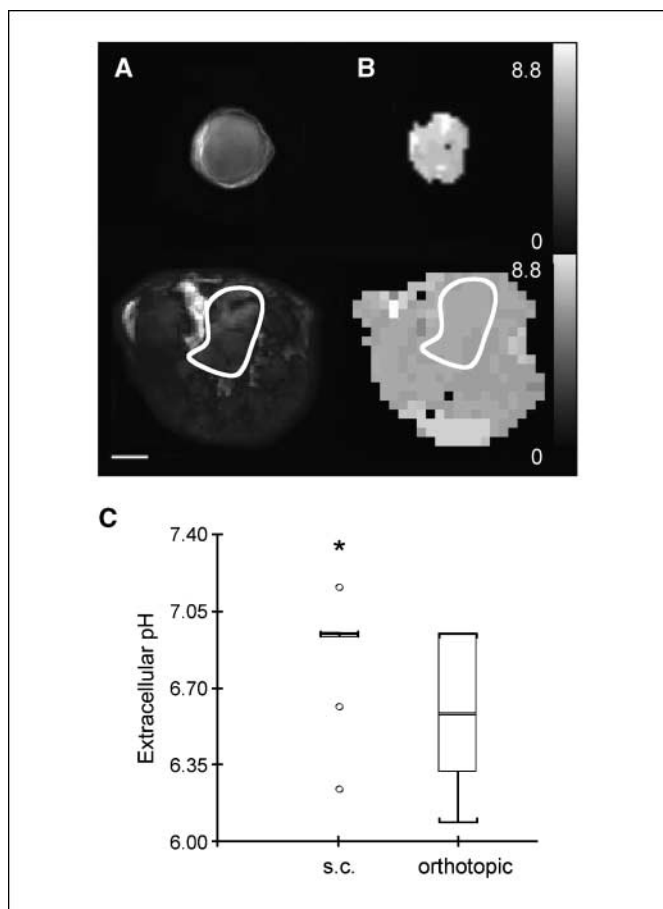 A
B
8.8
0
8.8
0
C
7.40
*
7.05
6.70
6.35
6.00
Extracellular pH
s.c.
orthotopic